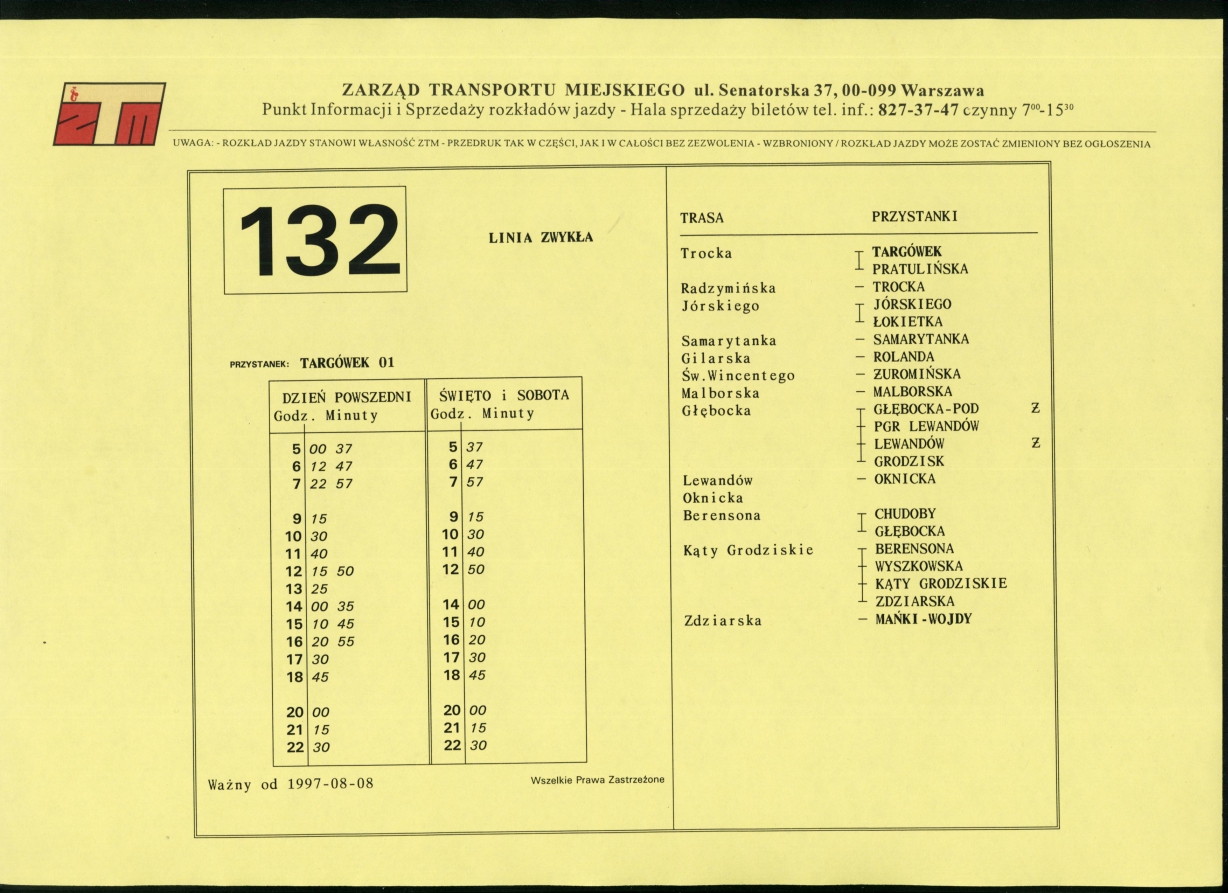 ZTM
ZARZĄD TRANSPORTU MIEJSKIEGO ul. Senatorska 37, 00-099 Warszawa
Punkt Informacji i Sprzedaży rozkładów jazdy - Hala sprzedaży biletów tel. inf.: 827-37-47 czynny 7⁰⁰-15³⁰
UWAGA: - ROZKŁAD JAZDY STANOWI WŁASNOŚĆ ZTM - PRZEDRUK TAK W CZĘŚCI, JAK I W CAŁOŚCI BEZ ZEZWOLENIA - WZBRONIONY / ROZKŁAD JAZDY MOŻE ZOSTAĆ ZMIENIONY BEZ OGŁOSZENIA
132
LINIA ZWYKŁA
PRZYSTANEK: TARGÓWEK 01
DZIEŃ POWSZEDNI ŚWIĘTO i SOBOTA
Godz. Minuty Godz. Minuty
5 00 37 5 37
6 12 47 6 47
7 22 57 7 57
9 15 9 15
10 30 10 30
11 40 11 40
12 15 50 12 50
13 25
14 00 35 14 00
15 10 45 15 10
16 20 55 16 20
17 30 17 30
18 45 18 45
20 00 20 00
21 15 21 15
22 30 22 30
Ważny od 1997-08-08
Wszelkie Prawa Zastrzeżone
TRASA PRZYSTANKI
Trocka TARGÓWEK
PRATULIŃSKA
Radzymińska - TROCKA
Jórskiego JÓRSKIEGO
ŁOKIETKA
Samarytanka - SAMARYTANKA
Gilarska - ROLANDA
Św.Wincentego - ŻUROMIŃSKA
Malborska - MALBORSKA
Głębocka GŁĘBOCKA-POD Ż
PGR LEWANDÓW
LEWANDÓW Ż
GRODZISK
Lewandów - OKNICKA
Oknicka
Berensona CHUDOBY
GŁĘBOCKA
Kąty Grodziskie BERENSONA
WYSZKOWSKA
KĄTY GRODZISKIE
ZDZIARSKA
Zdziarska - MAŃKI-WOJDY